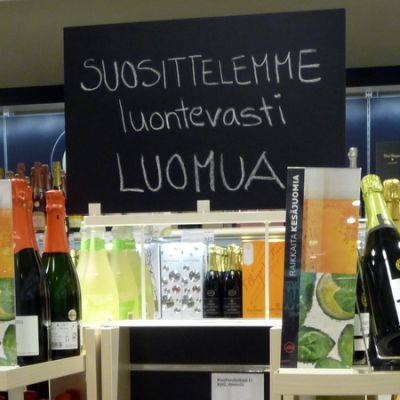 SUOSITTELEMME
luontevasti
LUOMUA
RAIKKAITA KESÄJUOMIA